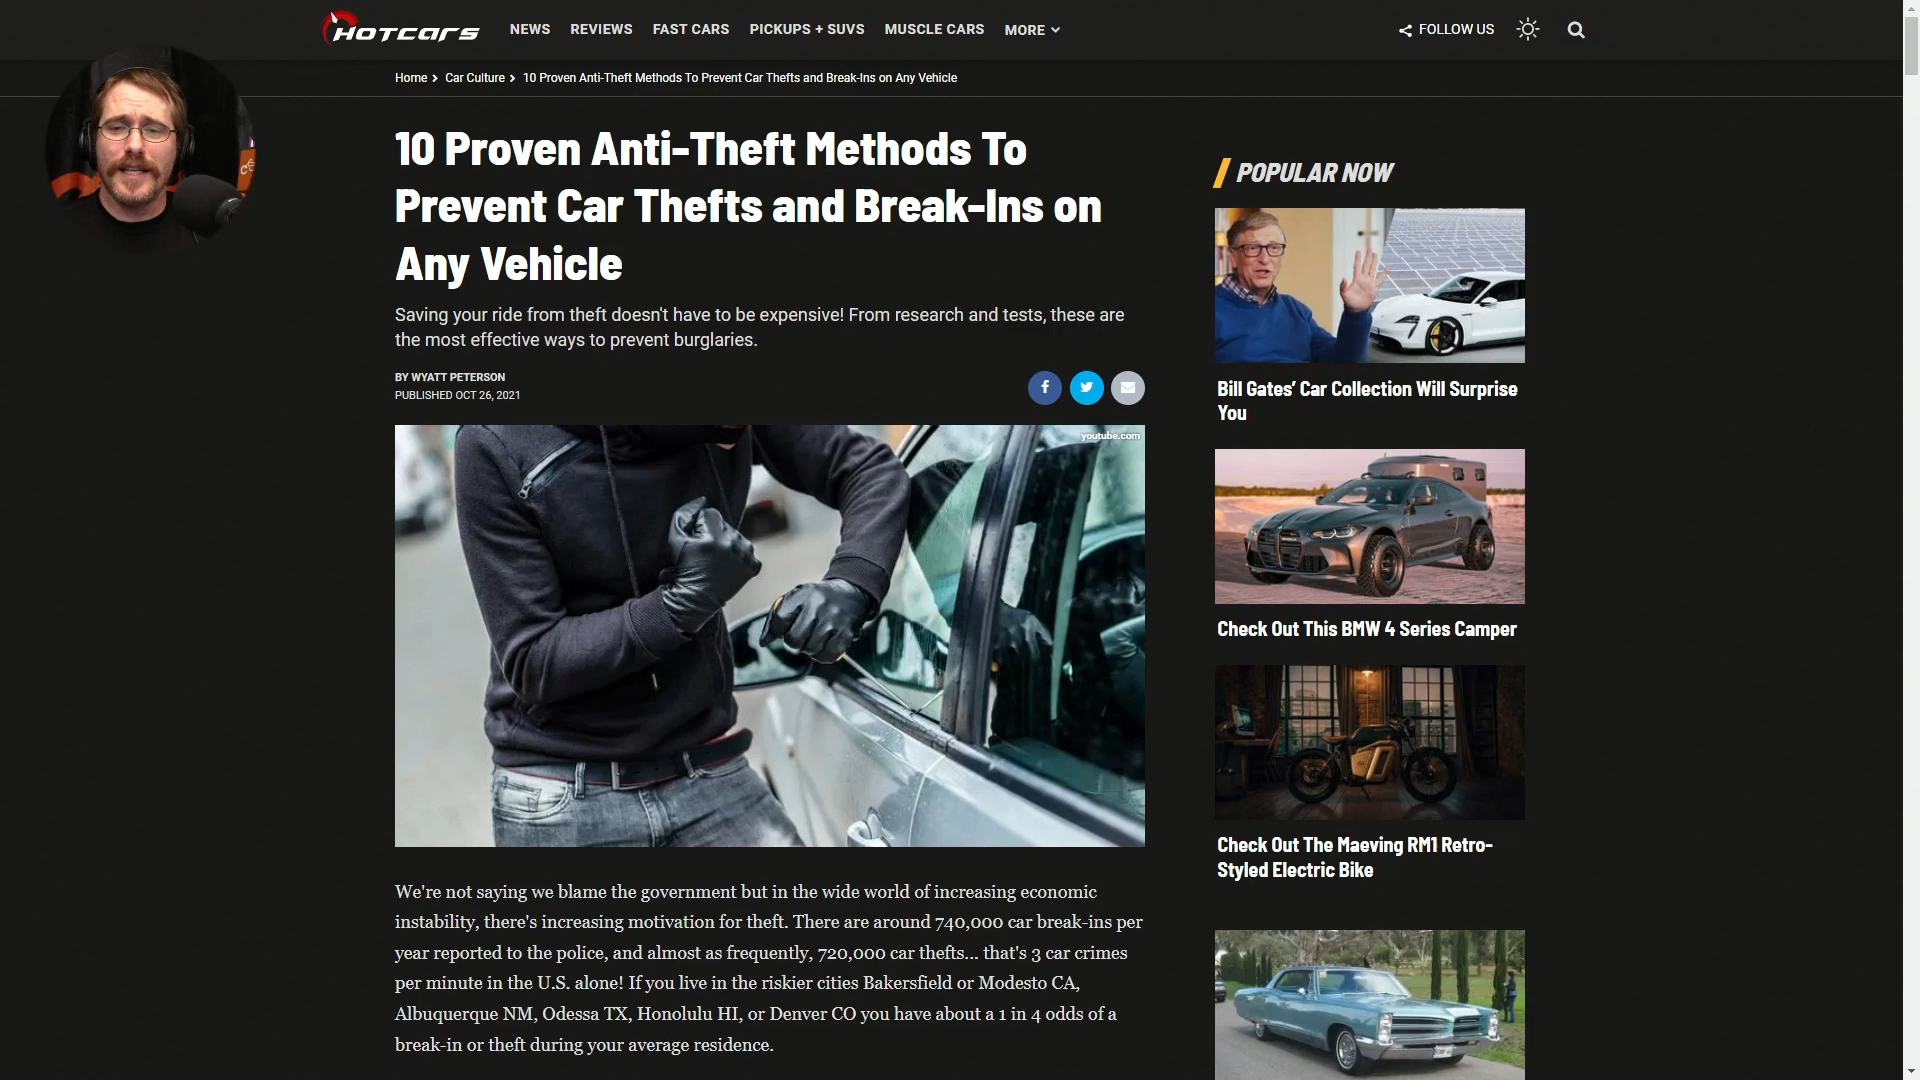 HOTCARS
NEWS REVIEWS FAST CARS PICKUPS + SUVS MUSCLE CARS MORE
FOLLOW US
Home > Car Culture > 10 Proven Anti-Theft Methods To Prevent Car Thefts and Break-Ins on Any Vehicle
10 Proven Anti-Theft Methods To
Prevent Car Thefts and Break-Ins on
Any Vehicle
Saving your ride from theft doesn't have to be expensive! From research and tests, these are
the most effective ways to prevent burglaries.
BY WYATT PETERSON
PUBLISHED OCT 26, 2021
youtube.com
We're not saying we blame the government but in the wide world of increasing economic
instability, there's increasing motivation for theft. There are around 740,000 car break-ins per
year reported to the police, and almost as frequently, 720,000 car thefts... that's 3 car crimes
per minute in the U.S. alone! If you live in the riskier cities Bakersfield or Modesto CA,
Albuquerque NM, Odessa TX, Honolulu HI, or Denver CO you have about a 1 in 4 odds of a
break-in or theft during your average residence.
POPULAR NOW
Bill Gates’ Car Collection Will Surprise
You
Check Out This BMW 4 Series Camper
Check Out The Maeving RM1 Retro-
Styled Electric Bike